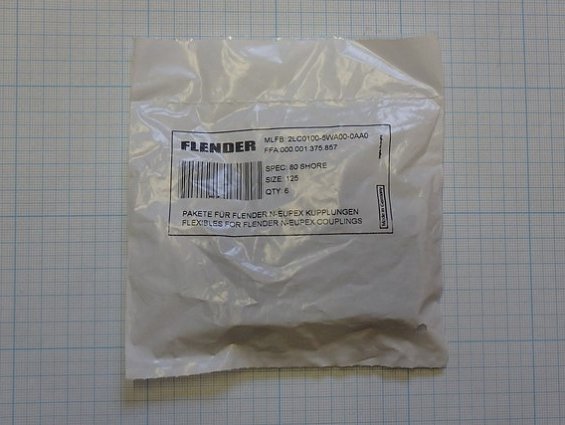 FLENDER
MLFB: 2LC0100-5WA00-0AA0
FFA:000.001.375.857
SPEC: 80 SHORE
SIZE: 125
QTY: 6
PAKETE FÜR FLENDER N-EUPEX KUPPLUNGEN
FLEXIBLES FOR FLENDER N-EUPEX COUPLINGS
Made in Germany